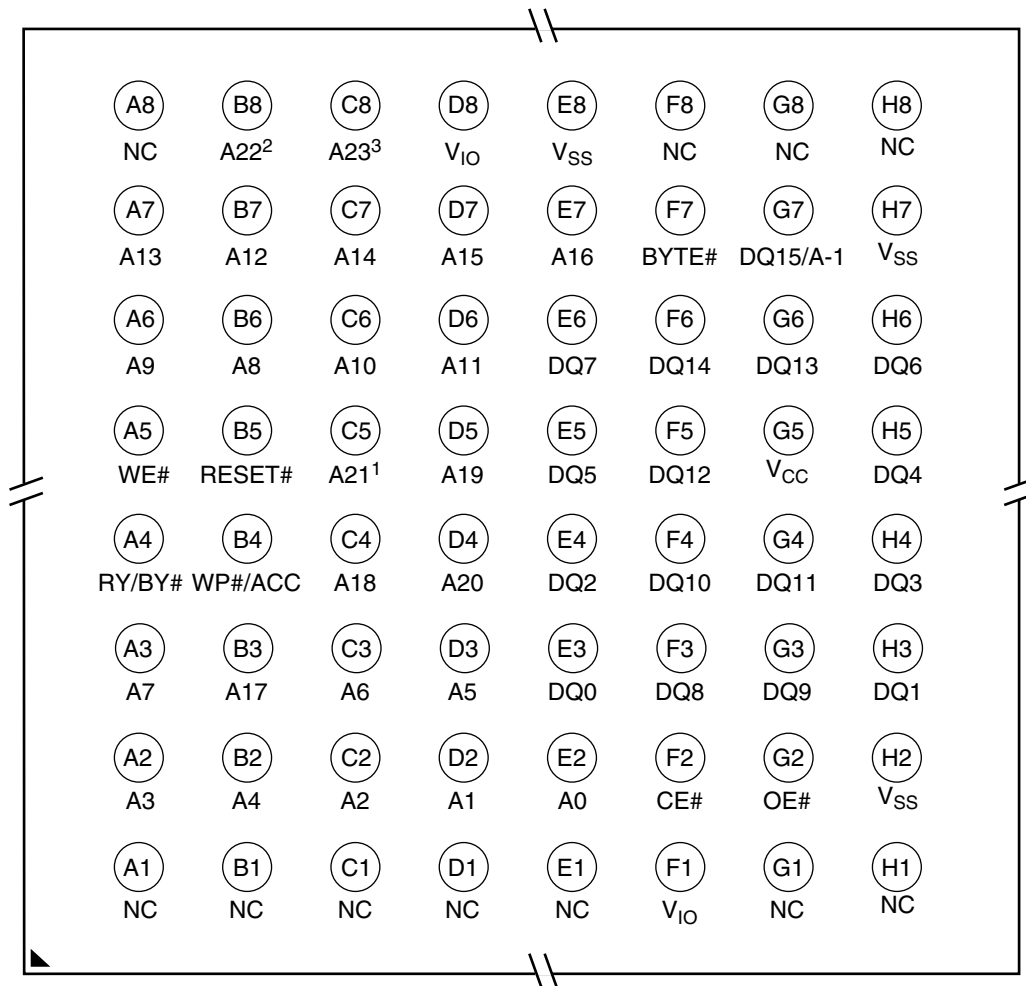 A8 B8 C8 D8 E8 F8 G8 H8
NC A22² A23³ V_IO V_SS NC NC NC
A7 B7 C7 D7 E7 F7 G7 H7
A13 A12 A14 A15 A16 BYTE# DQ15/A-1 V_SS
A6 B6 C6 D6 E6 F6 G6 H6
A9 A8 A10 A11 DQ7 DQ14 DQ13 DQ6
A5 B5 C5 D5 E5 F5 G5 H5
WE# RESET# A21¹ A19 DQ5 DQ12 V_CC DQ4
A4 B4 C4 D4 E4 F4 G4 H4
RY/BY# WP#/ACC A18 A20 DQ2 DQ10 DQ11 DQ3
A3 B3 C3 D3 E3 F3 G3 H3
A7 A17 A6 A5 DQ0 DQ8 DQ9 DQ1
A2 B2 C2 D2 E2 F2 G2 H2
A3 A4 A2 A1 A0 CE# OE# V_SS
A1 B1 C1 D1 E1 F1 G1 H1
NC NC NC NC NC V_IO NC NC